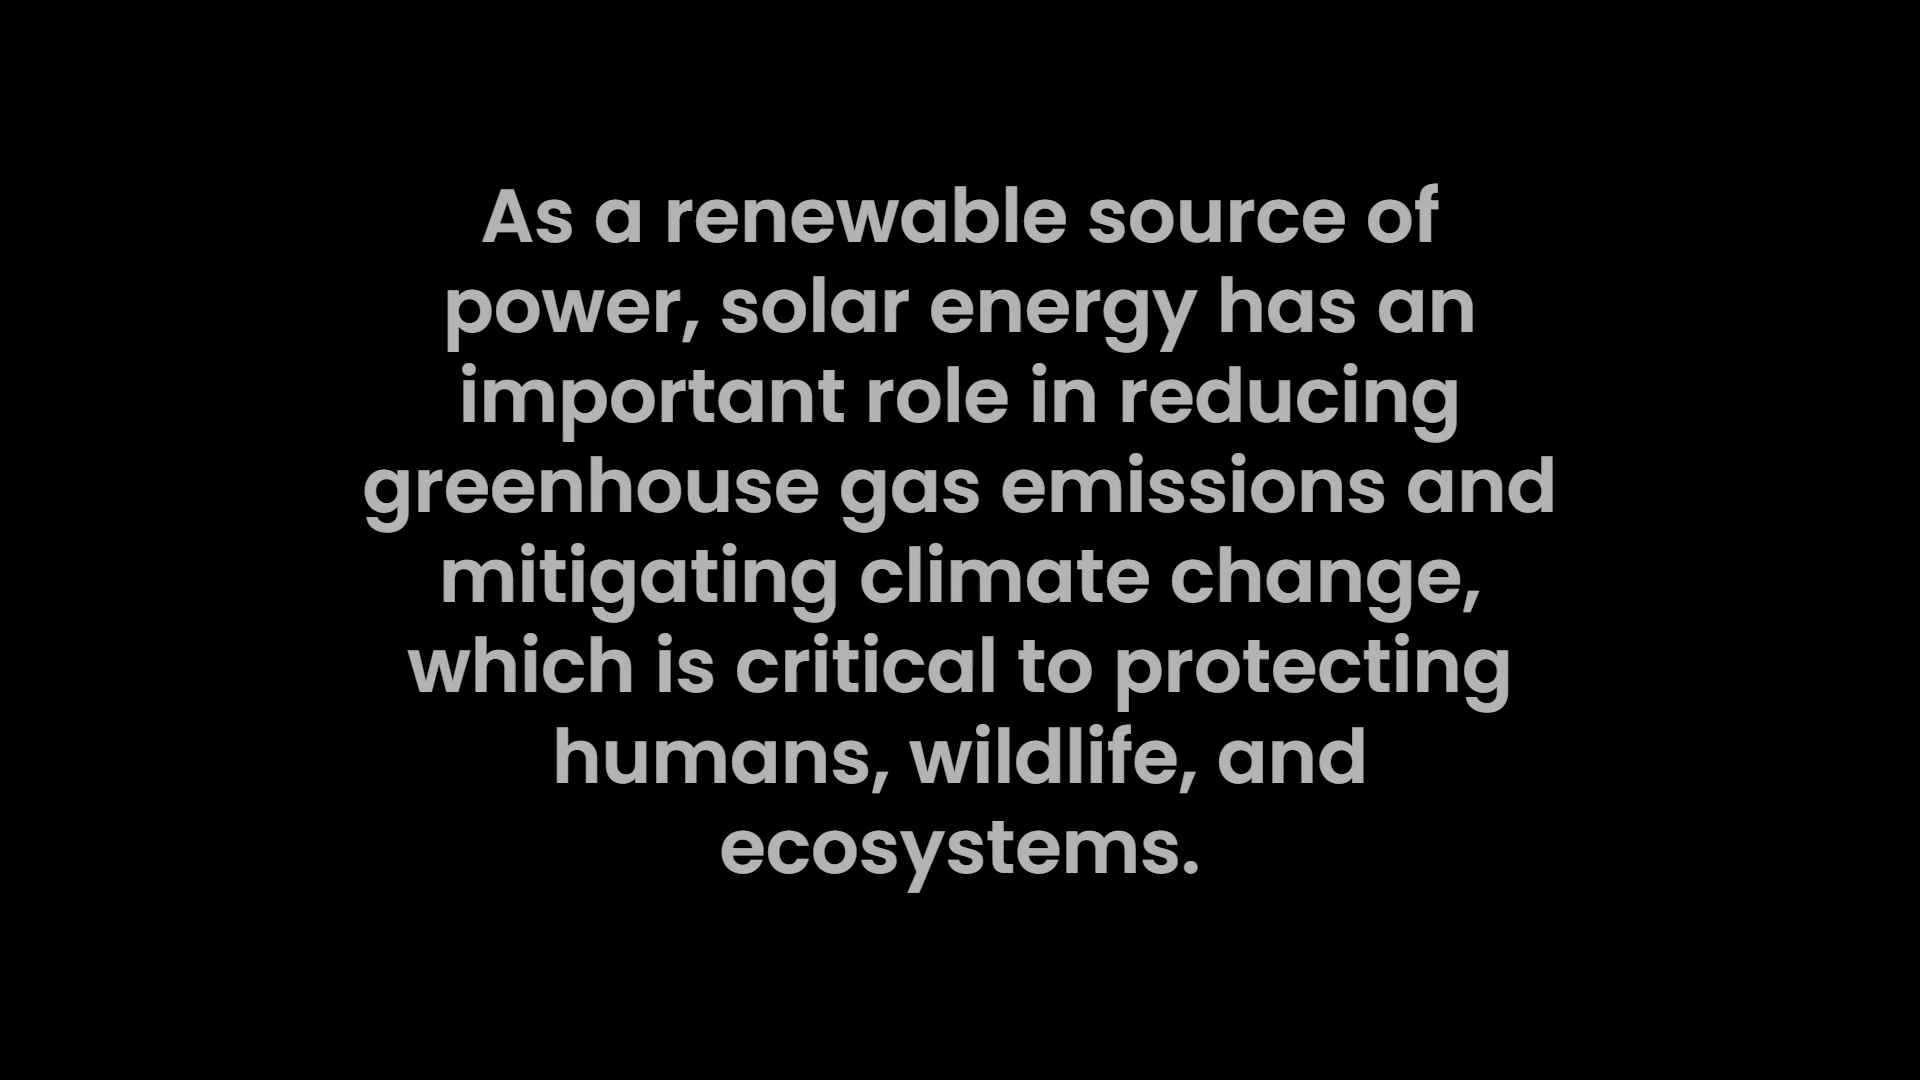 As a renewable source of
power, solar energy has an
important role in reducing
greenhouse gas emissions and
mitigating climate change,
which is critical to protecting
humans, wildlife, and
ecosystems.